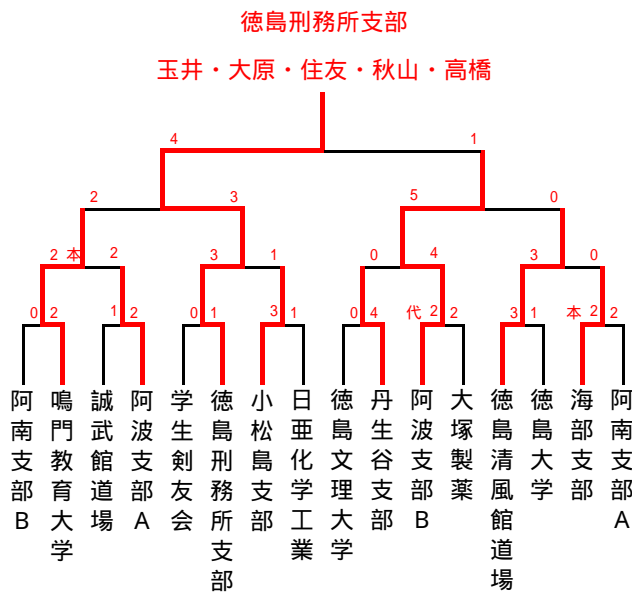 徳島刑務所支部
玉井・大原・住友・秋山・高橋
4 1
2 3 5 0
2 本 2 3 1 0 4 3 0
0 2 1 2 0 1 3 1 0 4 代 2 2 3 1 本 2 2
阿南支部B
鳴門教育大学
誠武館道場
阿波支部A
学生剣友会
徳島刑務所支部
小松島支部
日亜化学工業
徳島文理大学
丹生谷支部
阿波支部B
大塚製薬
徳島清風館道場
徳島大学
海部支部
阿南支部A